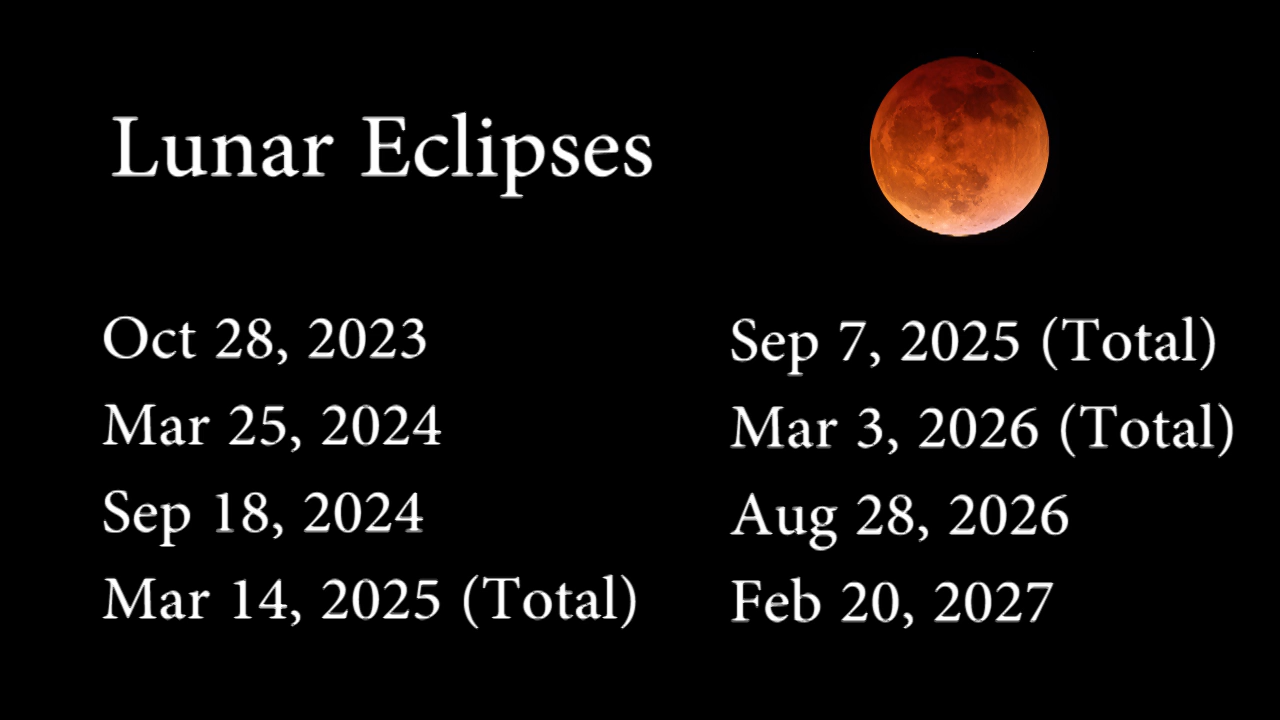 Lunar Eclipses
Oct 28, 2023
Mar 25, 2024
Sep 18, 2024
Mar 14, 2025 (Total)
Sep 7, 2025 (Total)
Mar 3, 2026 (Total)
Aug 28, 2026
Feb 20, 2027